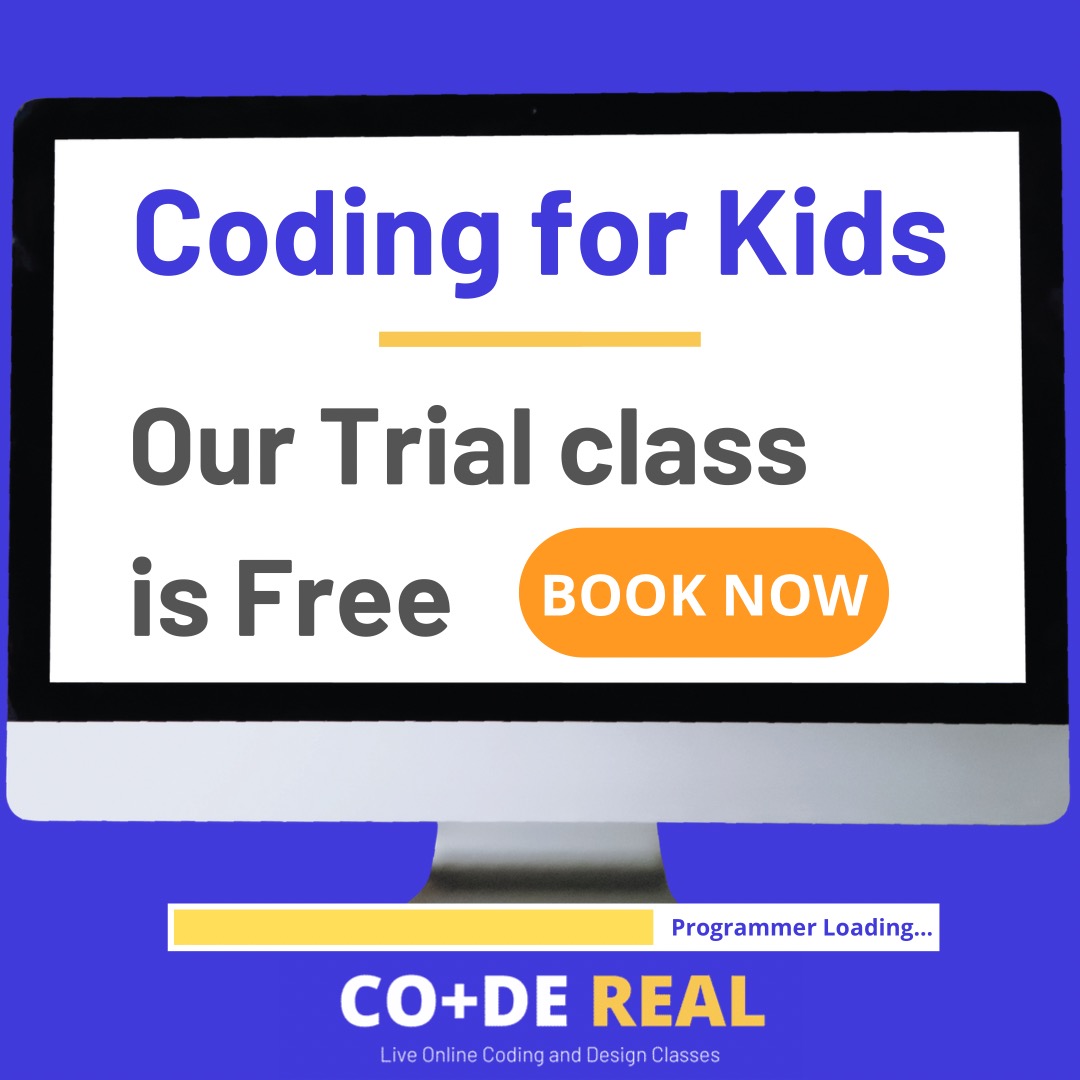 Coding for Kids
Our Trial class
is Free
BOOK NOW
Programmer Loading...
CO+DE REAL
Live Online Coding and Design Classes